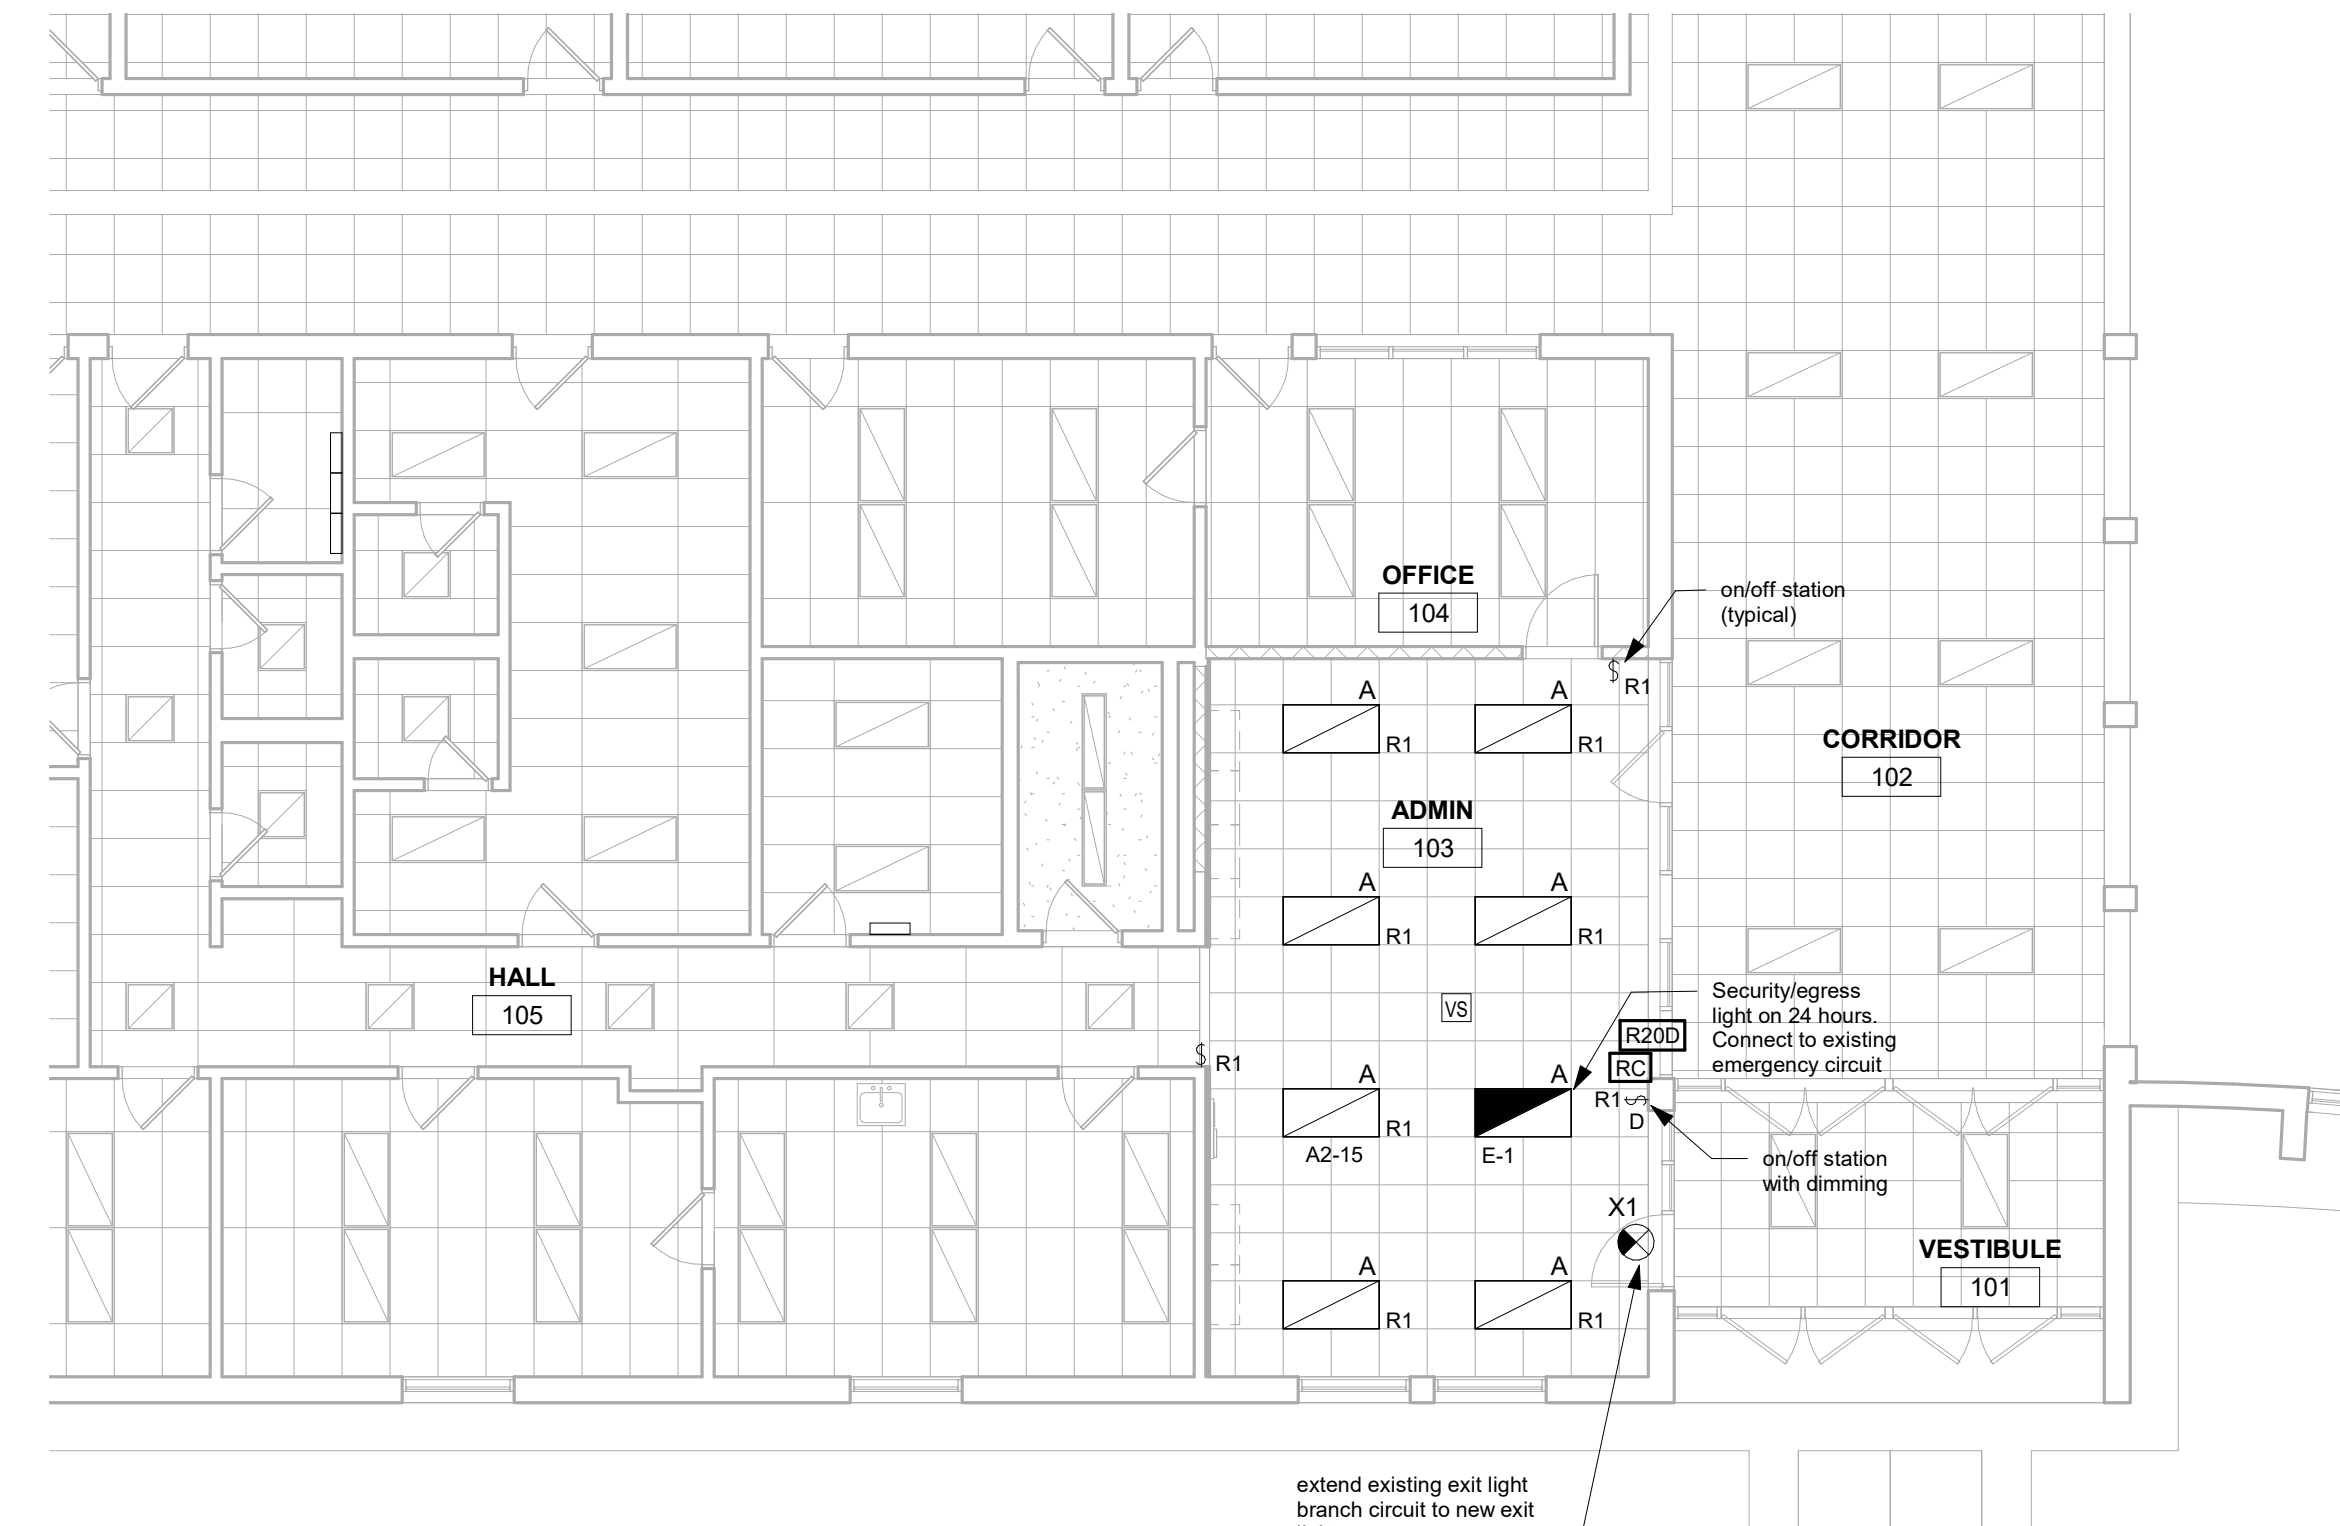 OFFICE
104
on/off station
(typical)
R1
A
A
R1
R1
CORRIDOR
102
ADMIN
103
A
A
R1
R1
HALL
105
VS
Security/egress
light on 24 hours.
Connect to existing
emergency circuit
R20D
RC
R1
A
A
R1
D
R1
A2-15
E-1
on/off station
with dimming
X1
VESTIBULE
101
A
A
R1
R1
extend existing exit light
branch circuit to new exit